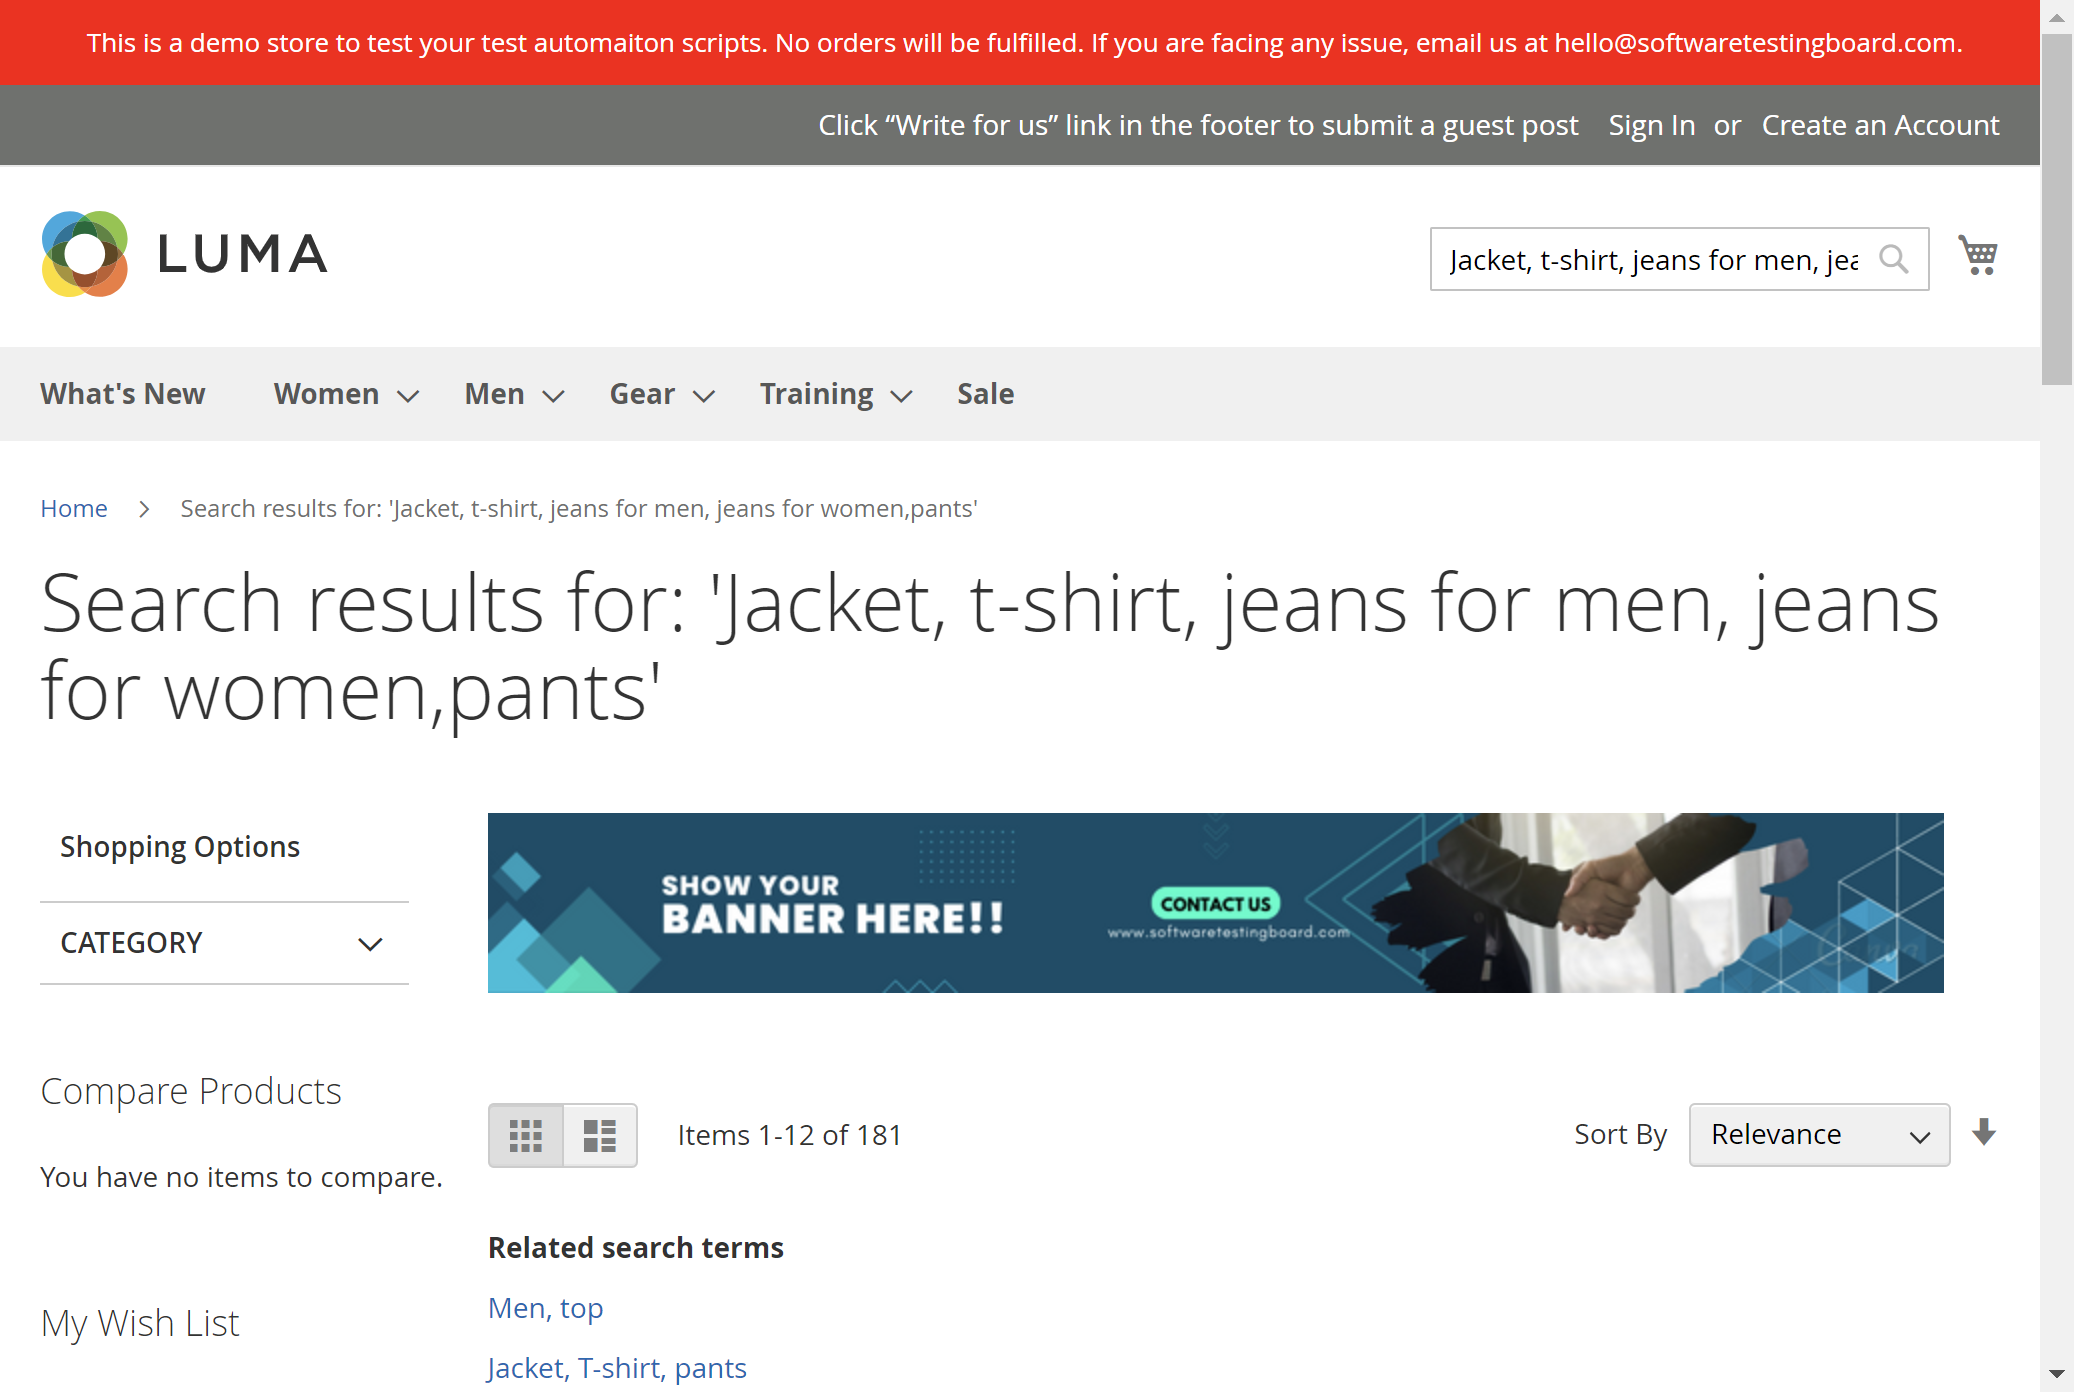 This is a demo store to test your test automaiton scripts. No orders will be fulfilled. If you are facing any issue, email us at hello@softwaretestingboard.com.
Click “Write for us” link in the footer to submit a guest post Sign In or Create an Account
LUMA
Jacket, t-shirt, jeans for men, jea
What's New Women Men Gear Training Sale
Home Search results for: 'Jacket, t-shirt, jeans for men, jeans for women,pants'
Search results for: 'Jacket, t-shirt, jeans for men, jeans
for women,pants'
Shopping Options
CATEGORY
SHOW YOUR
BANNER HERE!!
CONTACT US
www.softwaretestingboard.com
Compare Products
You have no items to compare.
My Wish List
Items 1-12 of 181
Sort By Relevance
Related search terms
Men, top
Jacket, T-shirt, pants